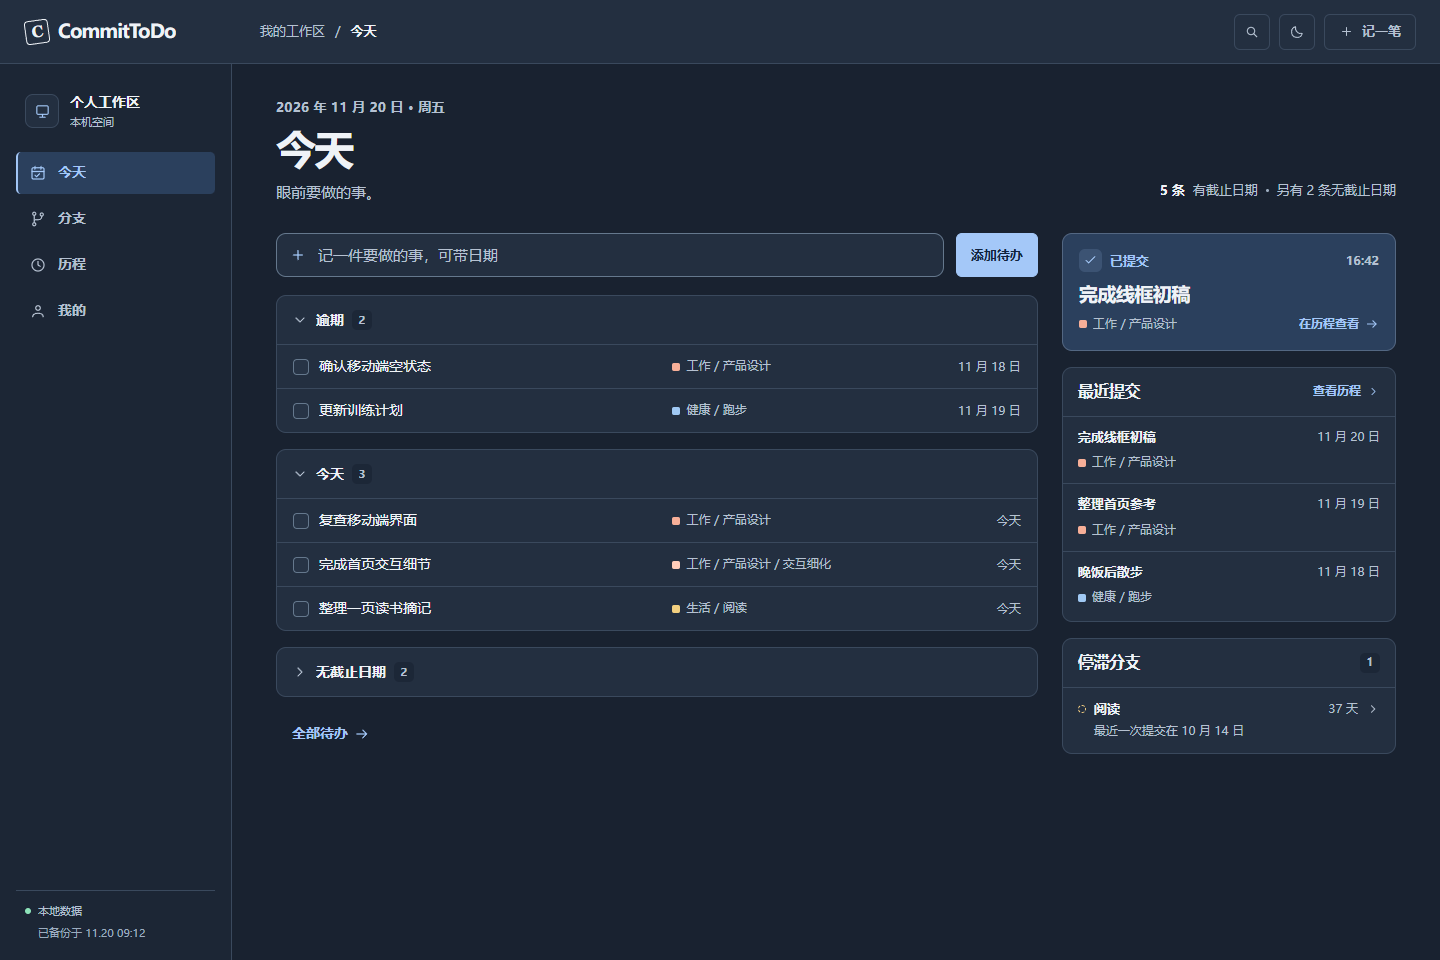 C CommitToDo
我的工作区 / 今天
记一笔
个人工作区
本机空间
今天
分支
历程
我的
本地数据
已备份于 11.20 09:12
2026 年 11 月 20 日 • 周五
今天
眼前要做的事。
5 条 有截止日期 • 另有 2 条无截止日期
记一件要做的事，可带日期
添加待办
逾期 2
确认移动端空状态 工作 / 产品设计 11 月 18 日
更新训练计划 健康 / 跑步 11 月 19 日
今天 3
复查移动端界面 工作 / 产品设计 今天
完成首页交互细节 工作 / 产品设计 / 交互细化 今天
整理一页读书摘记 生活 / 阅读 今天
无截止日期 2
全部待办
已提交 16:42
完成线框初稿
工作 / 产品设计 在历程查看
最近提交 查看历程
完成线框初稿 11 月 20 日
工作 / 产品设计
整理首页参考 11 月 19 日
工作 / 产品设计
晚饭后散步 11 月 18 日
健康 / 跑步
停滞分支 1
阅读 37 天
最近一次提交在 10 月 14 日